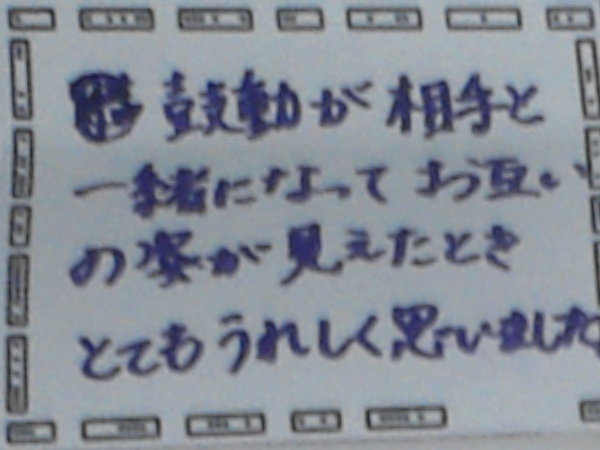 鼓動が相手と
一緒になって お互い
の姿が見えたとき
とてもうれしく思いました